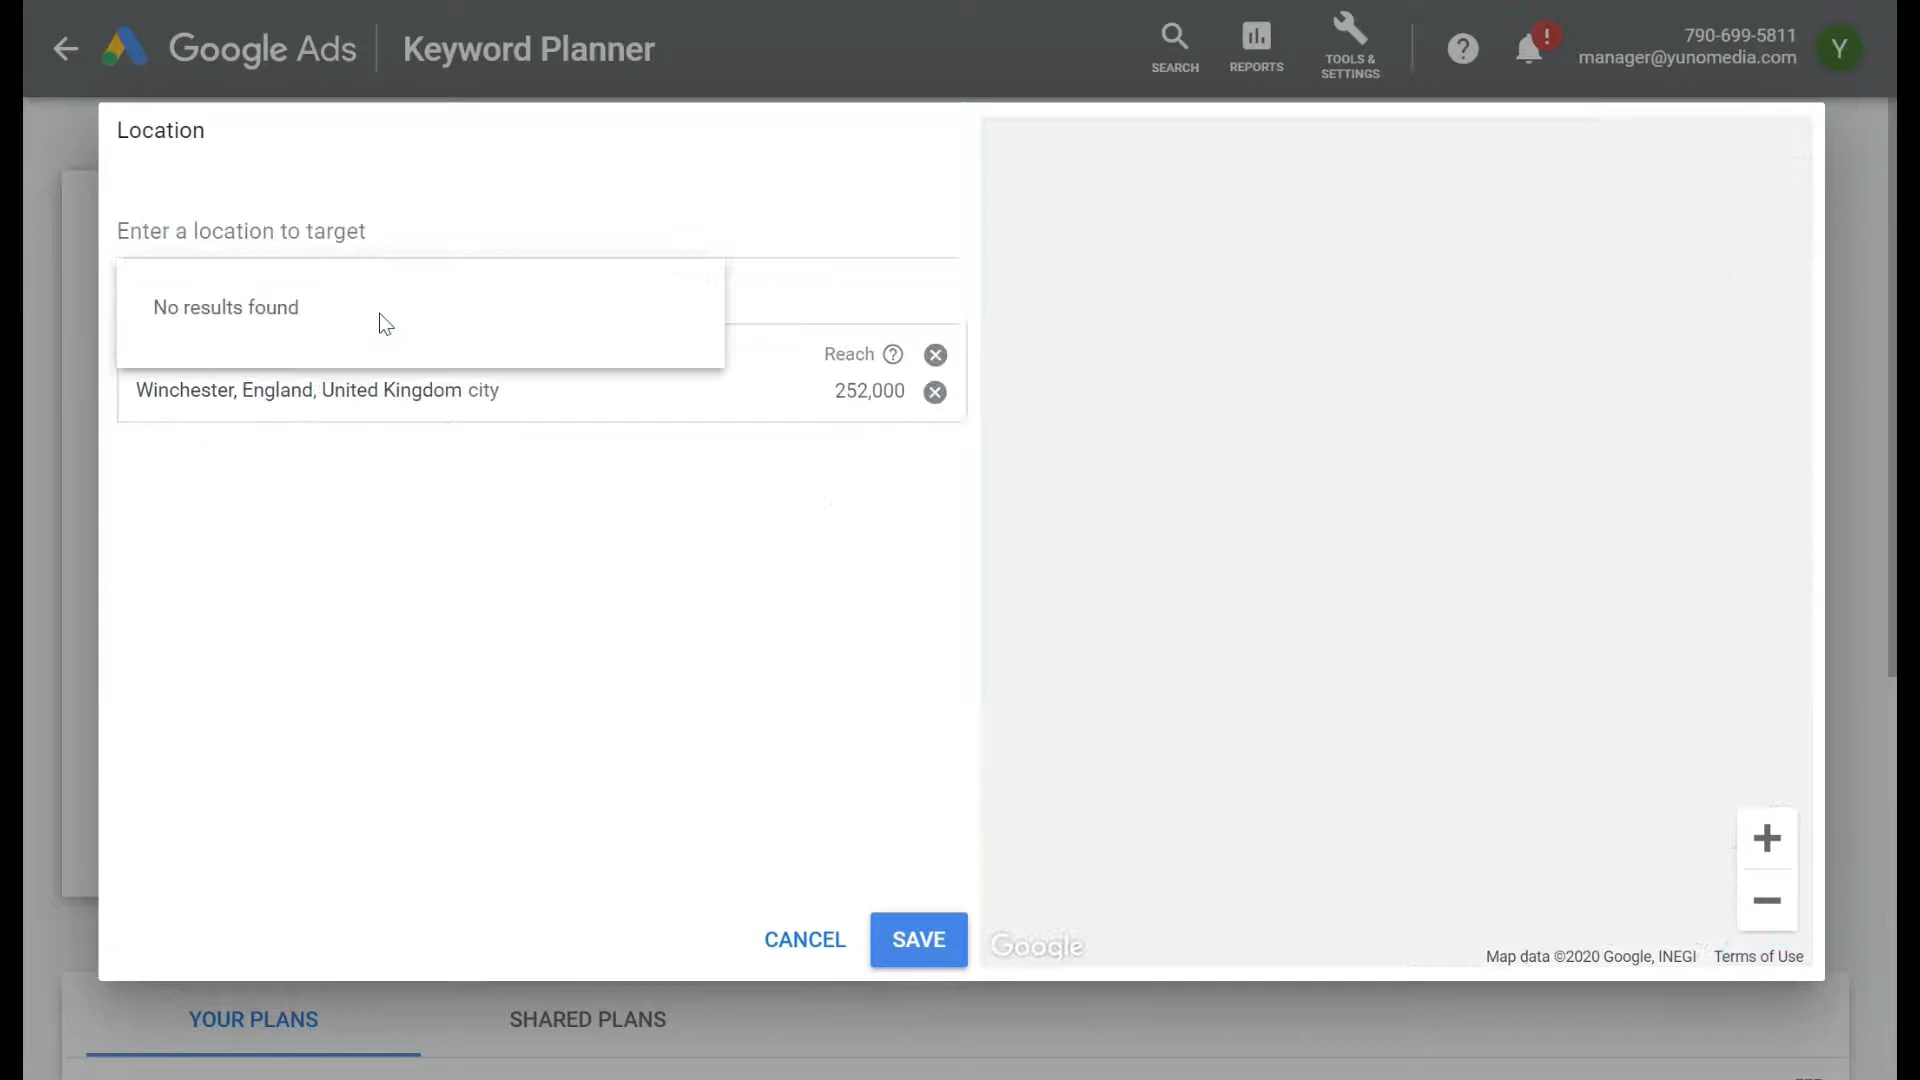 Google Ads
Keyword Planner
SEARCH
REPORTS
TOOLS &
SETTINGS
790-699-5811
manager@yunomedia.com
Y
Location
Enter a location to target
No results found
Reach
Winchester, England, United Kingdom city
252,000
CANCEL
SAVE
Google
Map data ©2020 Google, INEGI
Terms of Use
YOUR PLANS
SHARED PLANS